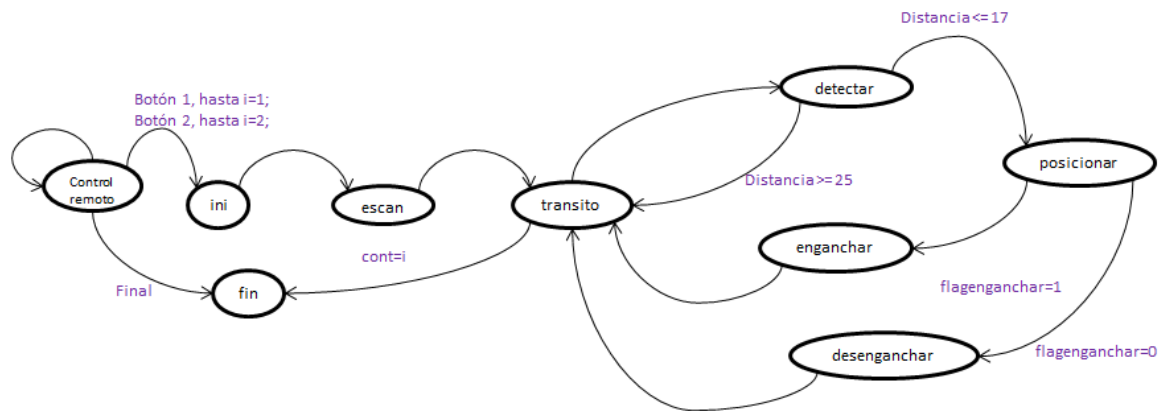 Distancia<=17
detectar
Botón 1, hasta i=1;
Botón 2, hasta i=2;
Control
remoto
ini
escan
transito
Distancia>=25
posicionar
enganchar
cont=i
Final
fin
flagenganchar=1
desenganchar
flagenganchar=0